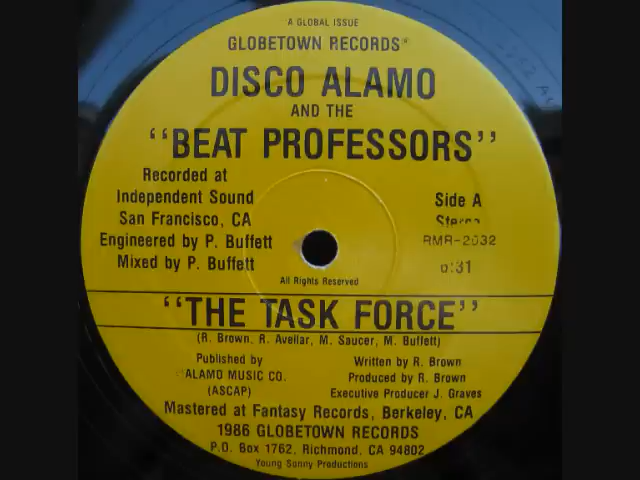 A GLOBAL ISSUE
GLOBETOWN RECORDS
DISCO ALAMO
AND THE
"BEAT PROFESSORS"
Recorded at
Independent Sound
San Francisco, CA
Engineered by P. Buffett
Mixed by P. Buffett
Side A
Stereo
RMR-2032
:31
All Rights Reserved
"THE TASK FORCE"
(R. Brown, R. Avellar, M. Saucer, M. Buffett)
Published by
ALAMO MUSIC CO.
(ASCAP)
Written by R. Brown
Produced by R. Brown
Executive Producer J. Graves
Mastered at Fantasy Records, Berkeley, CA
1986 GLOBETOWN RECORDS
P.O. Box 1762, Richmond, CA 94802
Young Sonny Productions